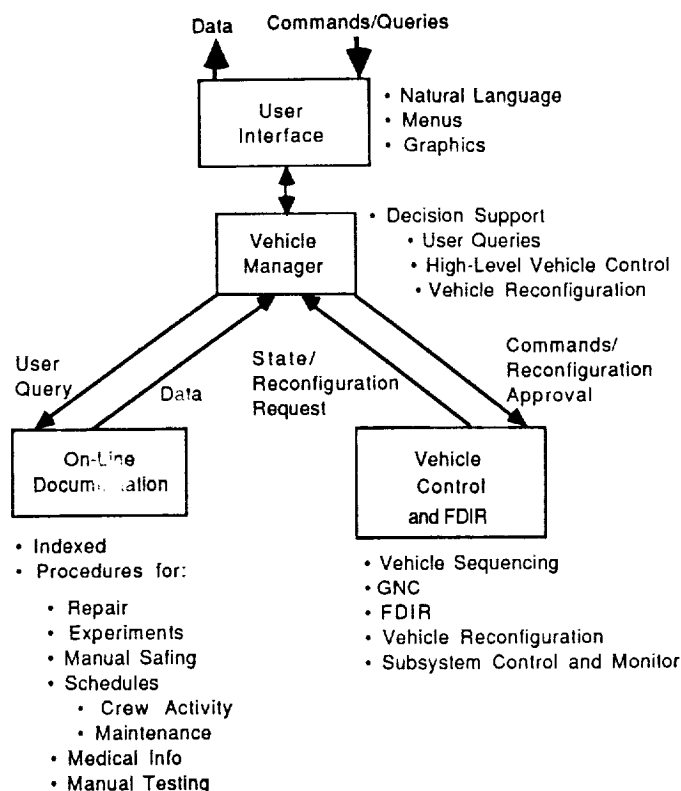 Data
Commands/Queries
User
Interface
• Natural Language
• Menus
• Graphics
Vehicle
Manager
• Decision Support
• User Queries
• High-Level Vehicle Control
• Vehicle Reconfiguration
User
Query
Data
State/
Reconfiguration
Request
Commands/
Reconfiguration
Approval
On-Line
Documentation
Vehicle
Control
and FDIR
• Indexed
• Procedures for:
• Repair
• Experiments
• Manual Safing
• Schedules
• Crew Activity
• Maintenance
• Medical Info
• Manual Testing
• Vehicle Sequencing
• GNC
• FDIR
• Vehicle Reconfiguration
• Subsystem Control and Monitor